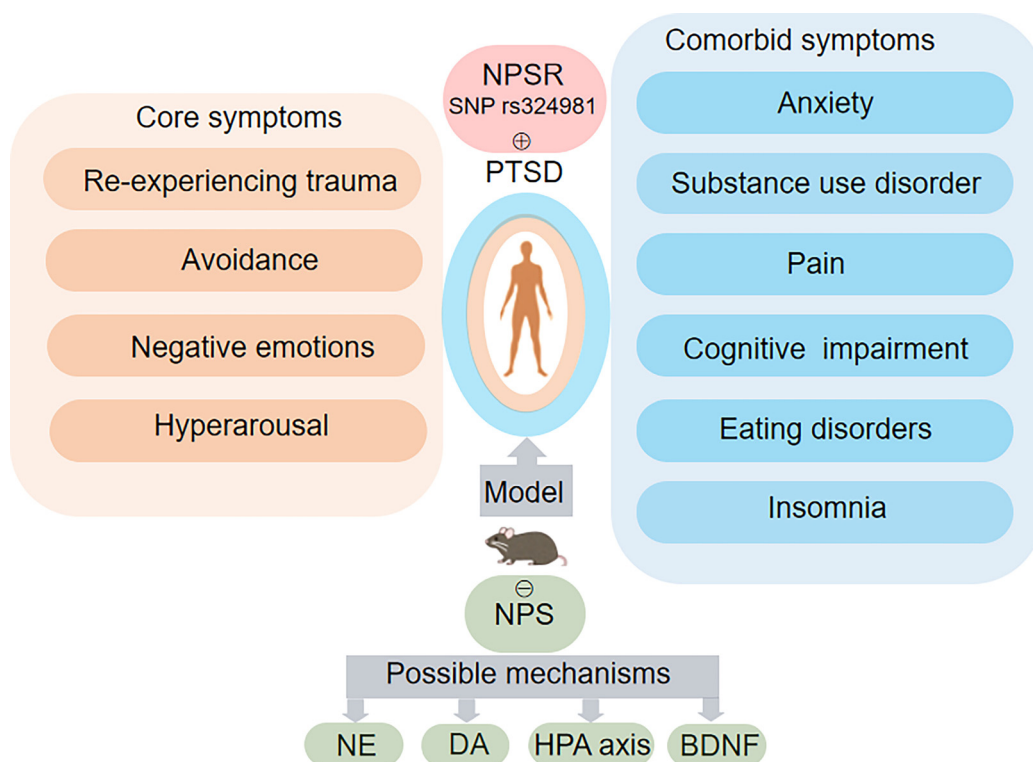 Core symptoms
Re-experiencing trauma
Avoidance
Negative emotions
Hyperarousal
NPSR
SNP rs324981
⊕
PTSD
Comorbid symptoms
Anxiety
Substance use disorder
Pain
Cognitive impairment
Eating disorders
Insomnia
Model
⊖
NPS
Possible mechanisms
NE
DA
HPA axis
BDNF